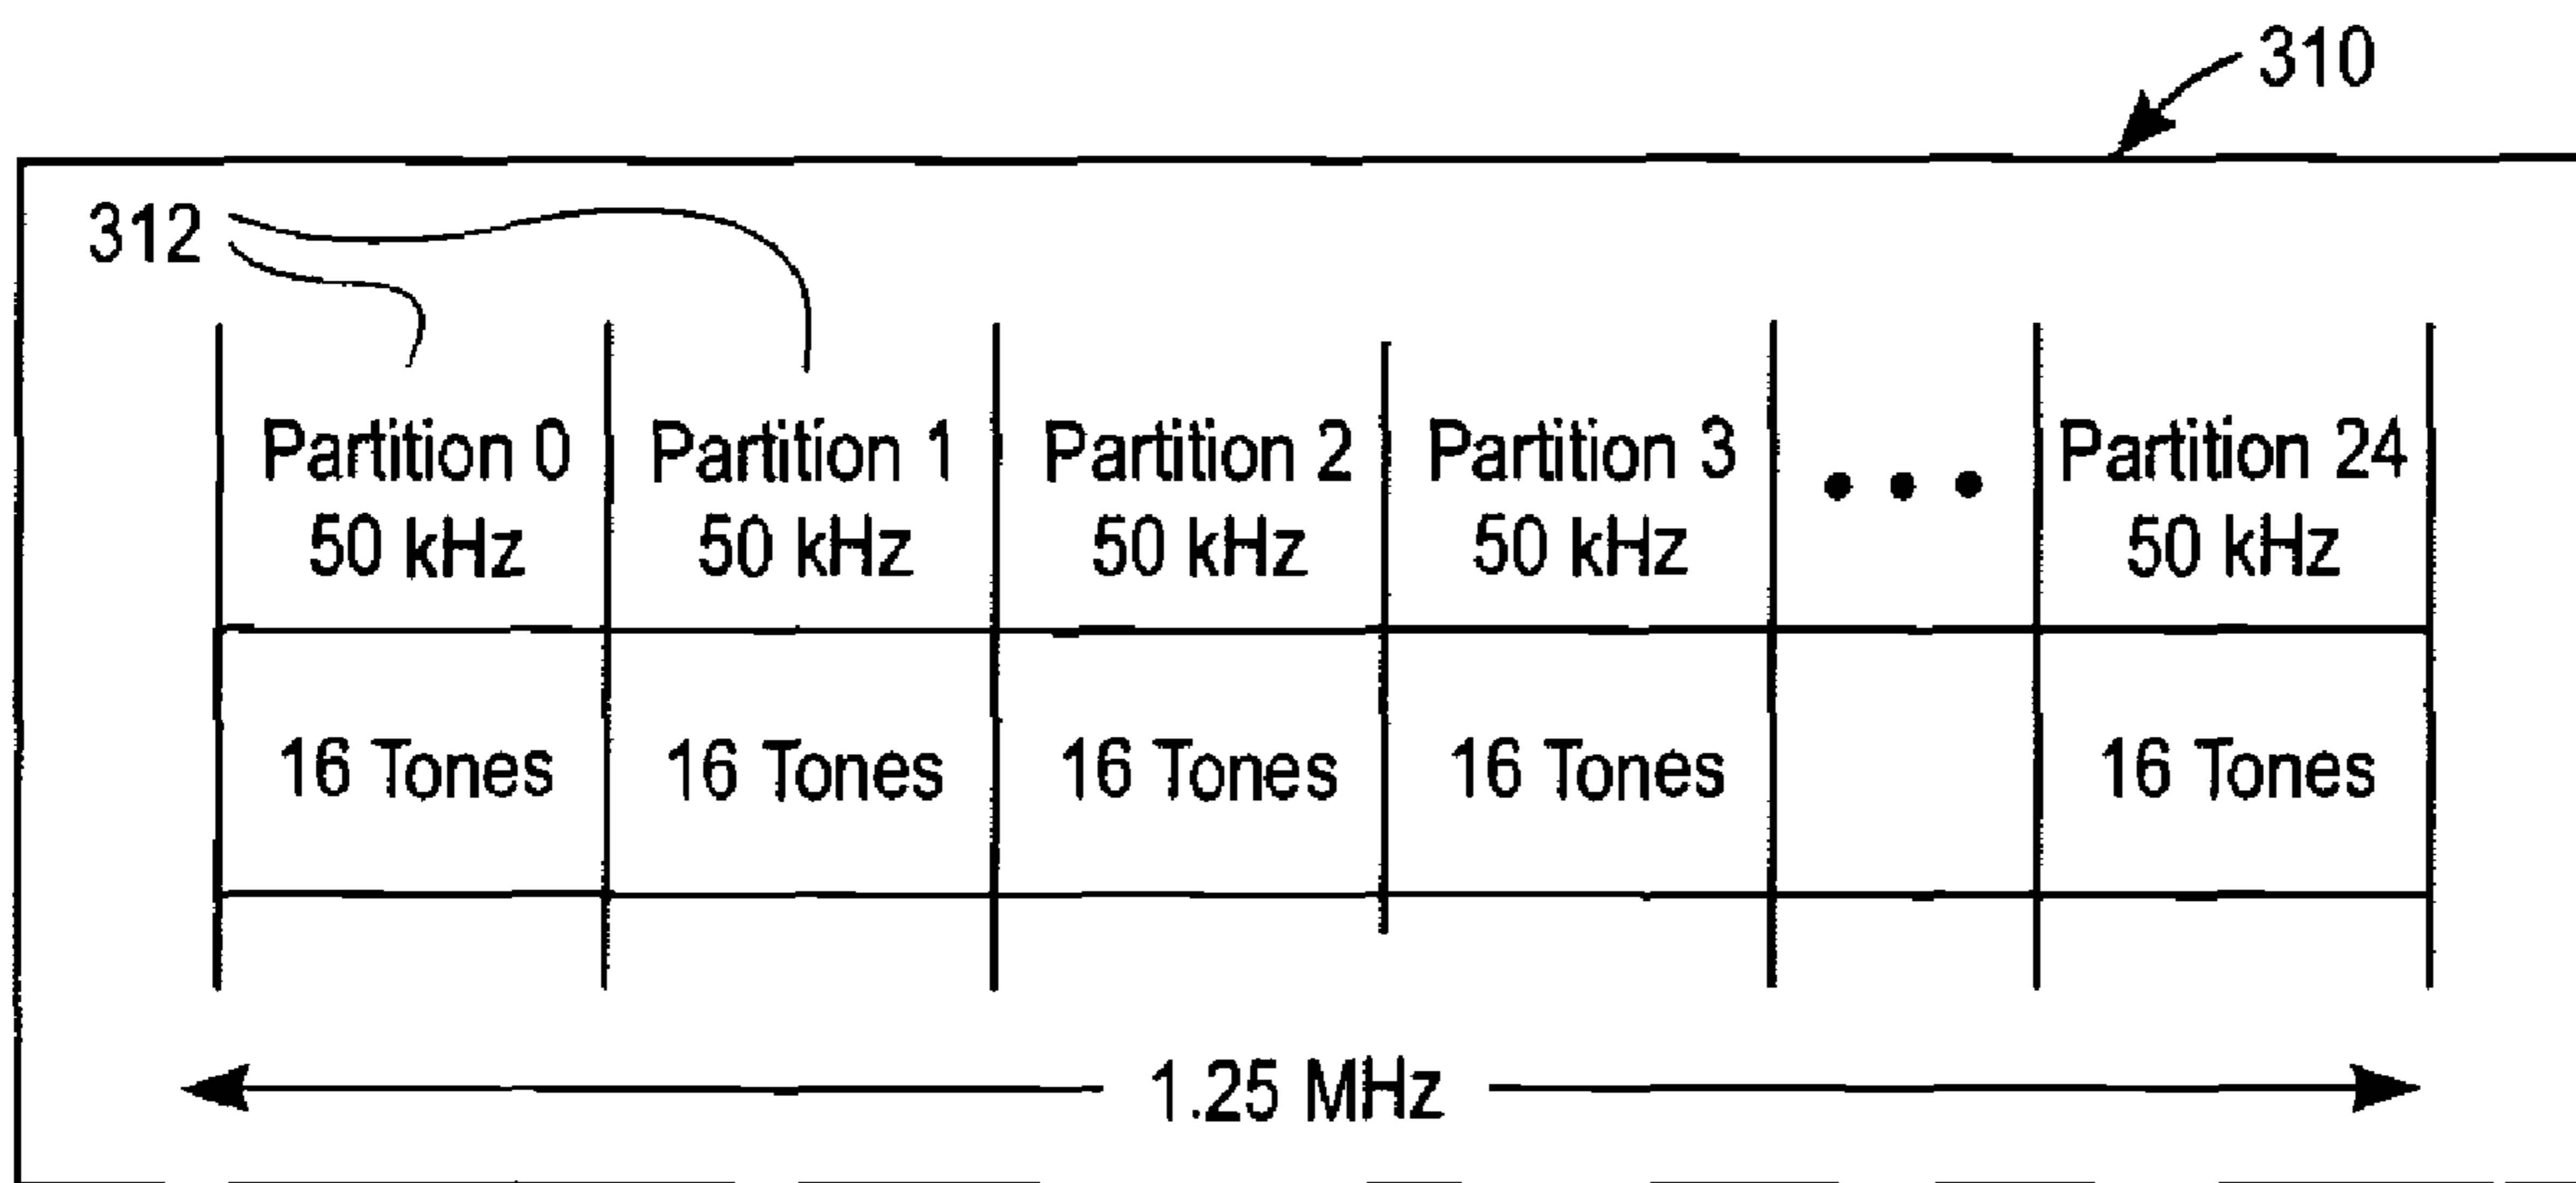 310
312
Partition 0 Partition 1 Partition 2 Partition 3 • • • Partition 24
50 kHz 50 kHz 50 kHz 50 kHz 50 kHz
16 Tones 16 Tones 16 Tones 16 Tones 16 Tones
1.25 MHz